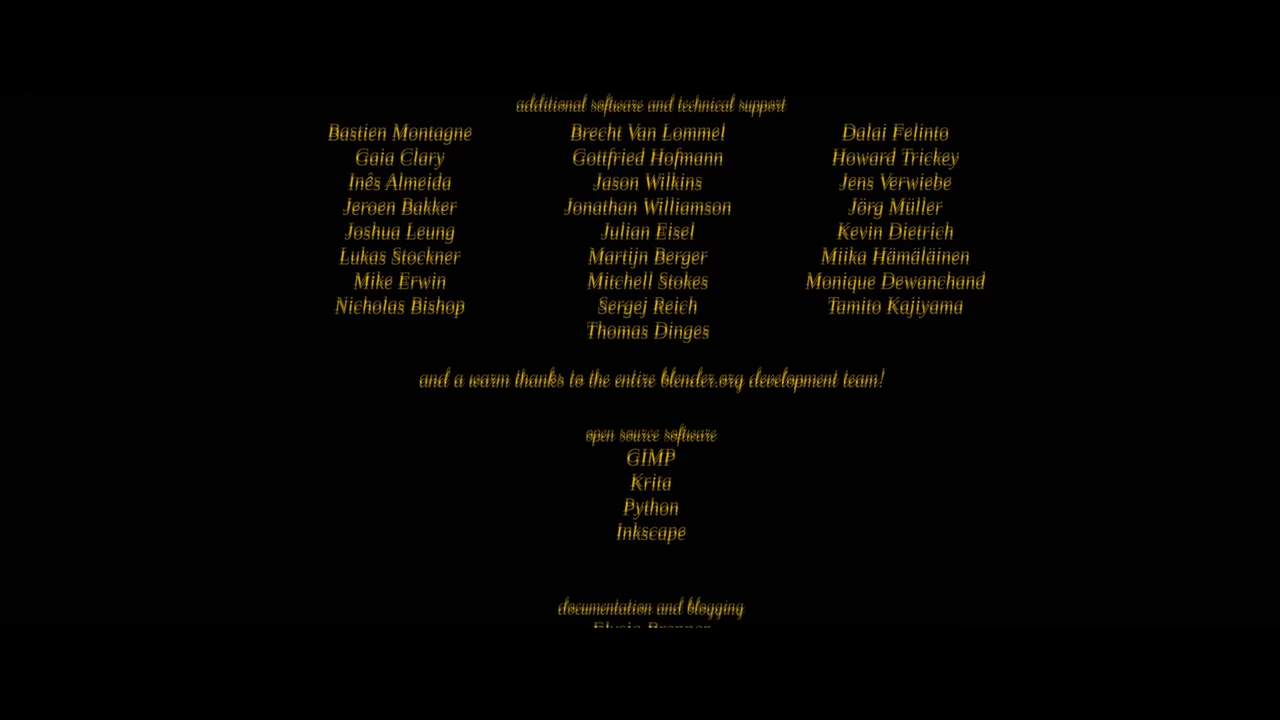 additional software and technical support
Bastien Montagne Brecht Van Lommel Dalai Felinto
Gaia Clary Gottfried Hofmann Howard Trickey
Inês Almeida Jason Wilkins Jens Verwiebe
Jeroen Bakker Jonathan Williamson Jörg Müller
Joshua Leung Julian Eisel Kevin Dietrich
Lukas Stockner Martijn Berger Miika Hämäläinen
Mike Erwin Mitchell Stokes Monique Dewanchand
Nicholas Bishop Sergej Reich Tamito Kajiyama
Thomas Dinges
and a warm thanks to the entire blender.org development team!
open source software
GIMP
Krita
Python
Inkscape
documentation and blogging